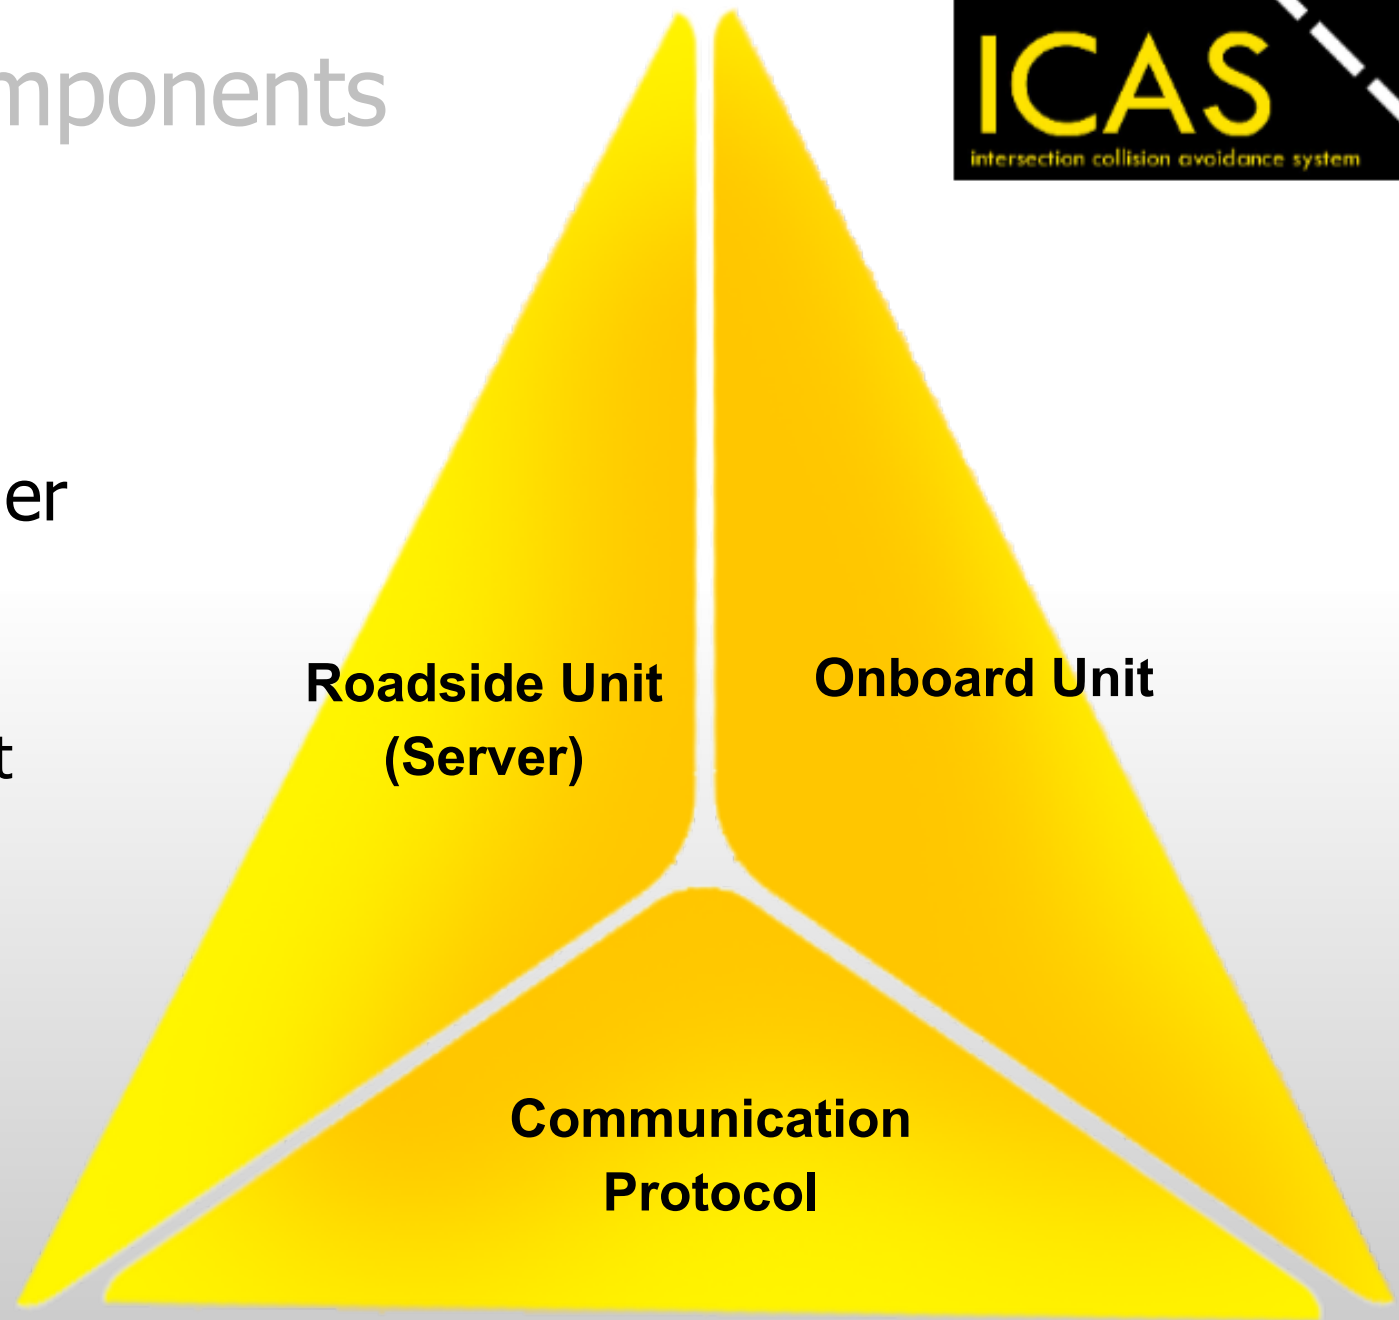 mponents
ICAS
intersection collision avoidance system
er
t
Roadside Unit
(Server)
Onboard Unit
Communication
Protocol